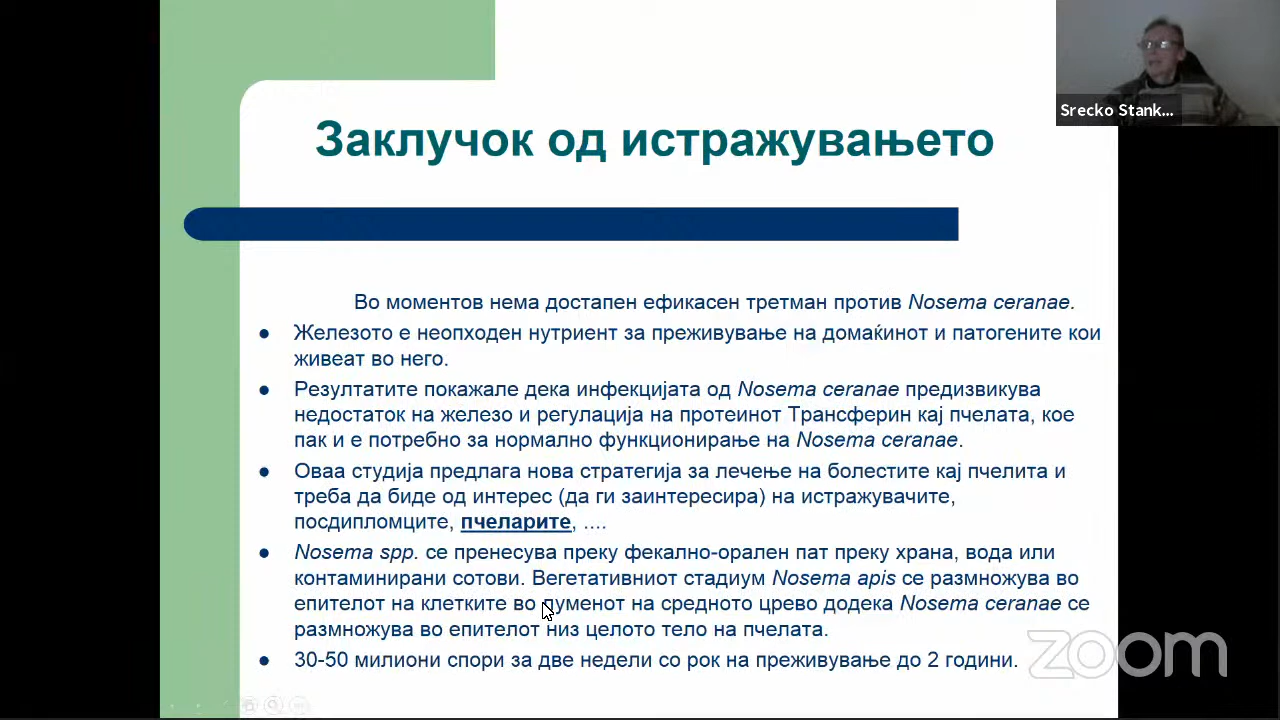 Srecko Stank...
Заклучок од истражувањето
Во моментов нема достапен ефикасен третман против Nosema ceranae.
● Железото е неопходен нутриент за преживување на домаќинот и патогените кои
живеат во него.
● Резултатите покажале дека инфекцијата од Nosema ceranae предизвикува
недостаток на железо и регулација на протеинот Трансферин кај пчелата, кое
пак и е потребно за нормално функционирање на Nosema ceranae.
● Оваа студија предлага нова стратегија за лечење на болестите кај пчелита и
треба да биде од интерес (да ги заинтересира) на истражувачите,
посдипломците, пчеларите, ....
● Nosema spp. се пренесува преку фекално-орален пат преку храна, вода или
контаминирани сотови. Вегетативниот стадиум Nosema apis се размножува во
епителот на клетките во луменот на средното црево додека Nosema ceranae се
размножува во епителот низ целото тело на пчелата.
● 30-50 милиони спори за две недели со рок на преживување до 2 години.
zoom